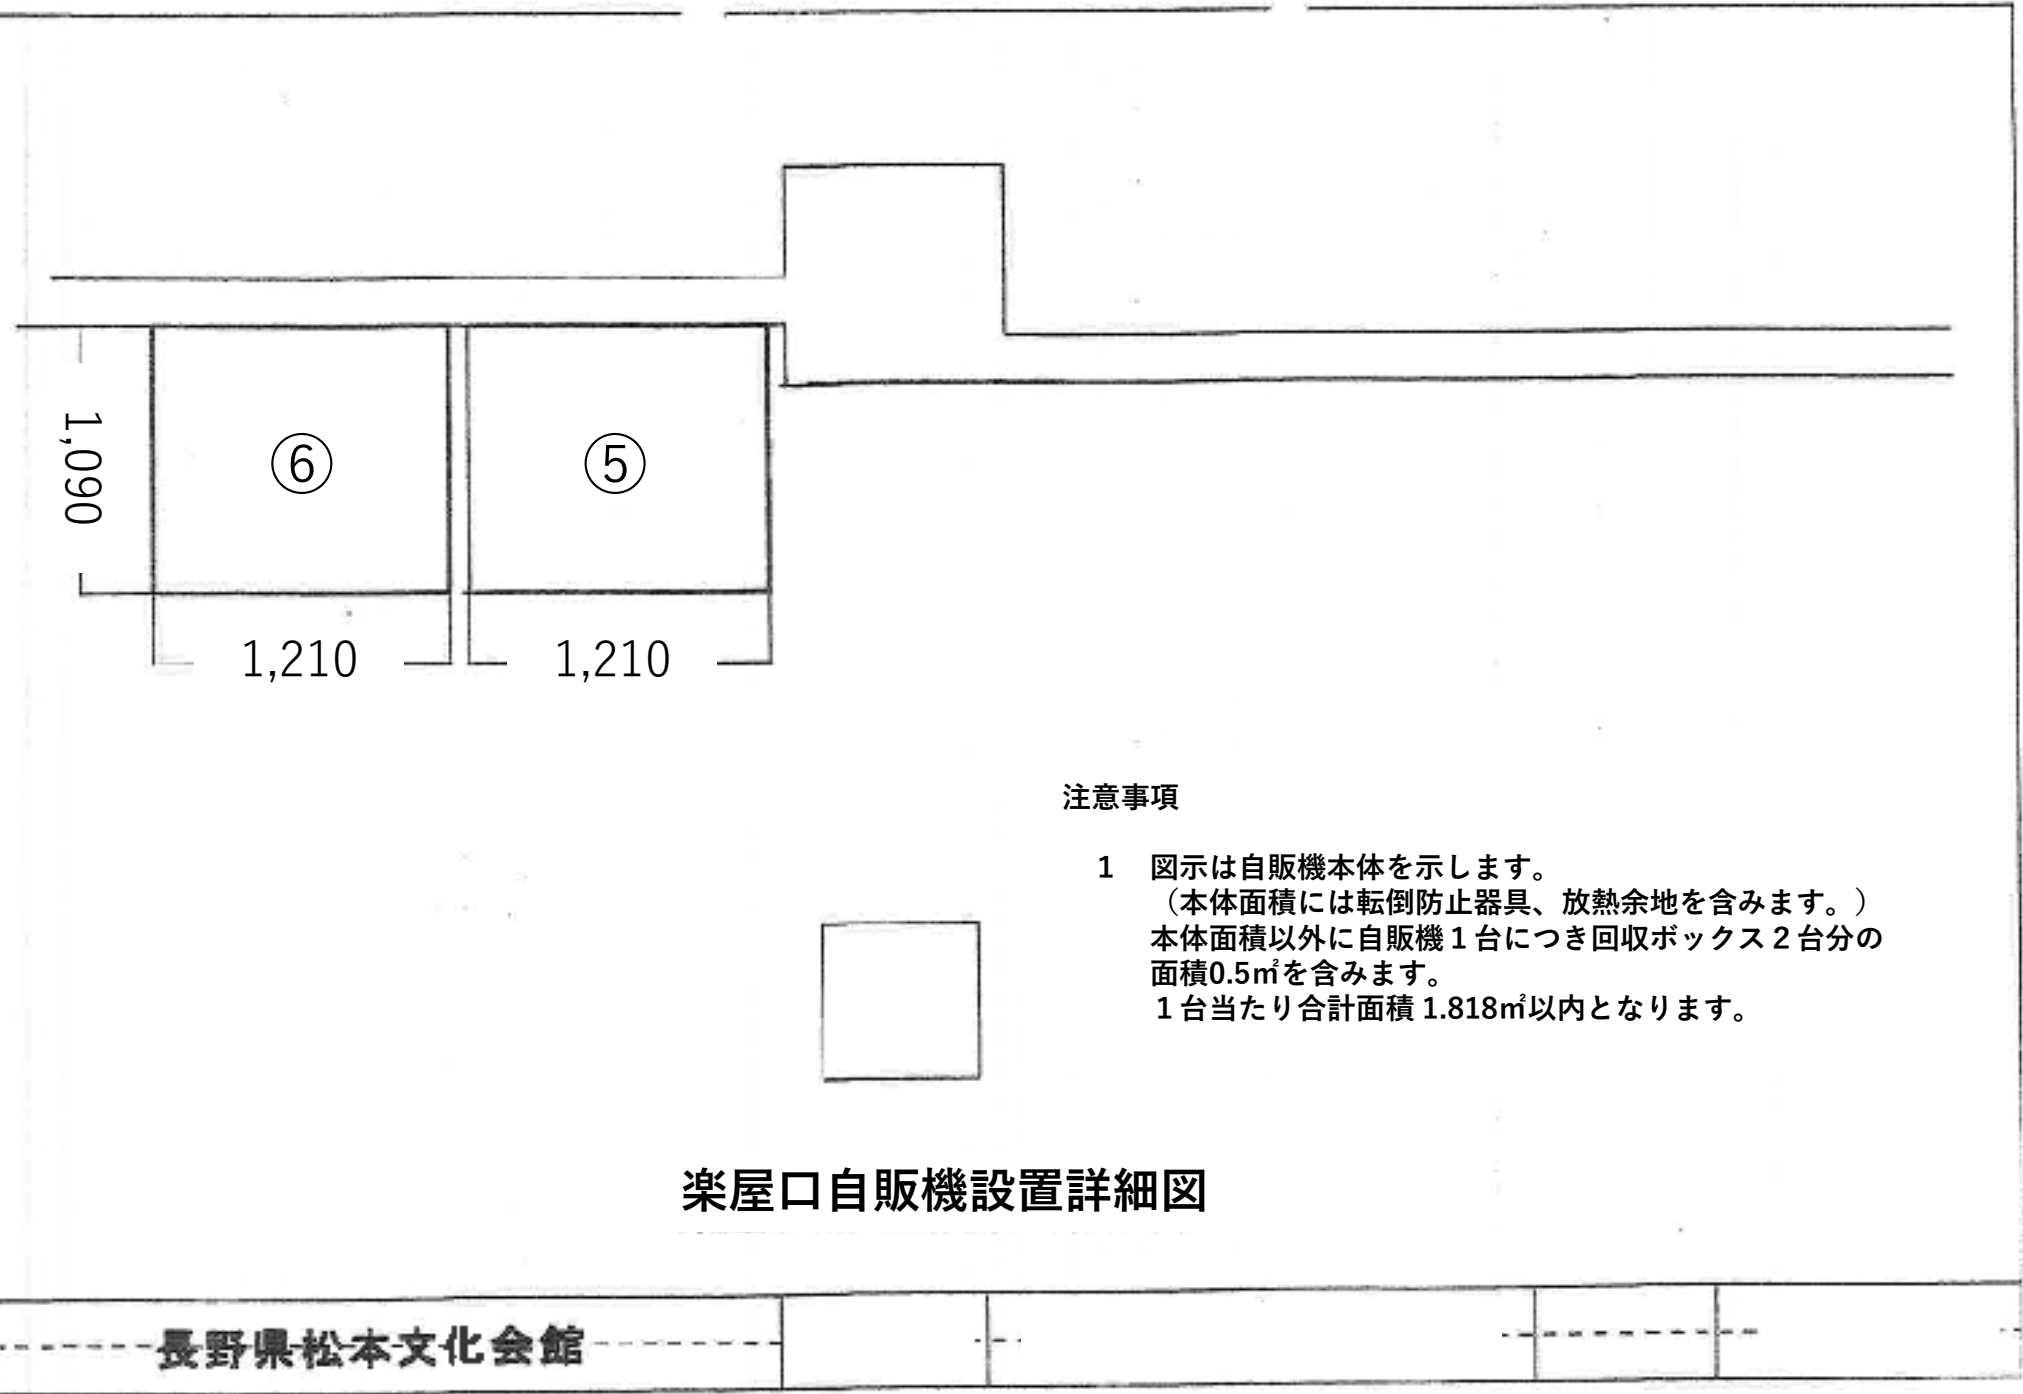 1,090
⑥
⑤
1,210
1,210
注意事項
1　図示は自販機本体を示します。
（本体面積には転倒防止器具、放熱余地を含みます。）
本体面積以外に自販機１台につき回収ボックス２台分の
面積0.5㎡を含みます。
１台当たり合計面積 1.818㎡以内となります。
楽屋口自販機設置詳細図
長野県松本文化会館